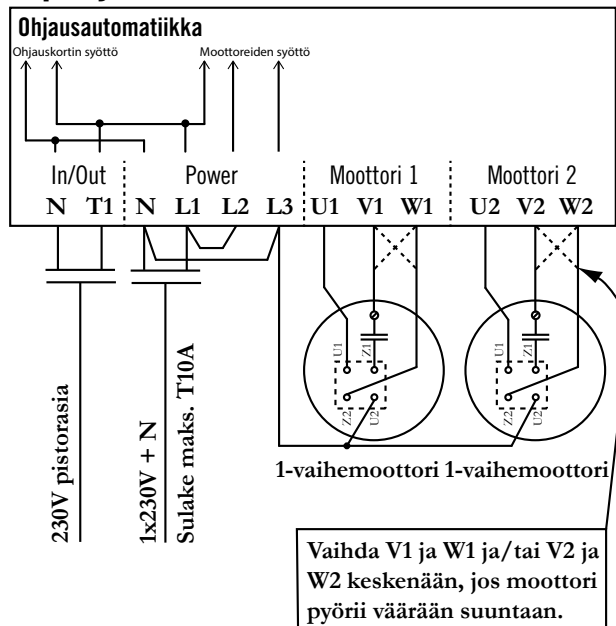 Ohjausautomatiikka
Ohjauskortin syöttö
Moottoreiden syöttö
In/Out
Power
Moottori 1
Moottori 2
N T1 N L1 L2 L3 U1 V1 W1 U2 V2 W2
230V pistorasia
1x230V + N
Sulake maks. T10A
U1 Z1
Z2 U2
U1 Z1
Z2 U2
1-vaihemoottori 1-vaihemoottori
Vaihda V1 ja W1 ja/tai V2 ja
W2 keskenään, jos moottori
pyörii väärään suuntaan.